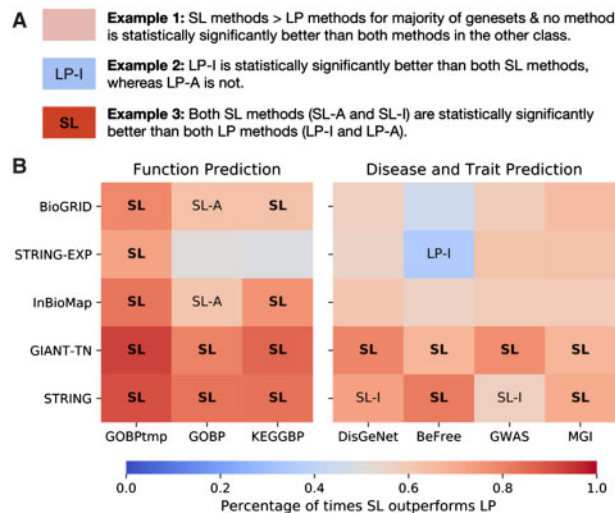 A
Example 1: SL methods > LP methods for majority of genesets & no method
is statistically significantly better than both methods in the other class.
LP-I
Example 2: LP-I is statistically significantly better than both SL methods,
whereas LP-A is not.
SL
Example 3: Both SL methods (SL-A and SL-I) are statistically significantly
better than both LP methods (LP-I and LP-A).
B
Function Prediction
Disease and Trait Prediction
BioGRID
SL SL-A SL
STRING-EXP
SL LP-I
InBioMap
SL SL-A SL
GIANT-TN
SL SL SL SL SL SL SL
STRING
SL SL SL SL-I SL SL-I SL
GOBPtmp GOBP KEGGBP DisGeNet BeFree GWAS MGI
0.0 0.2 0.4 0.6 0.8 1.0
Percentage of times SL outperforms LP